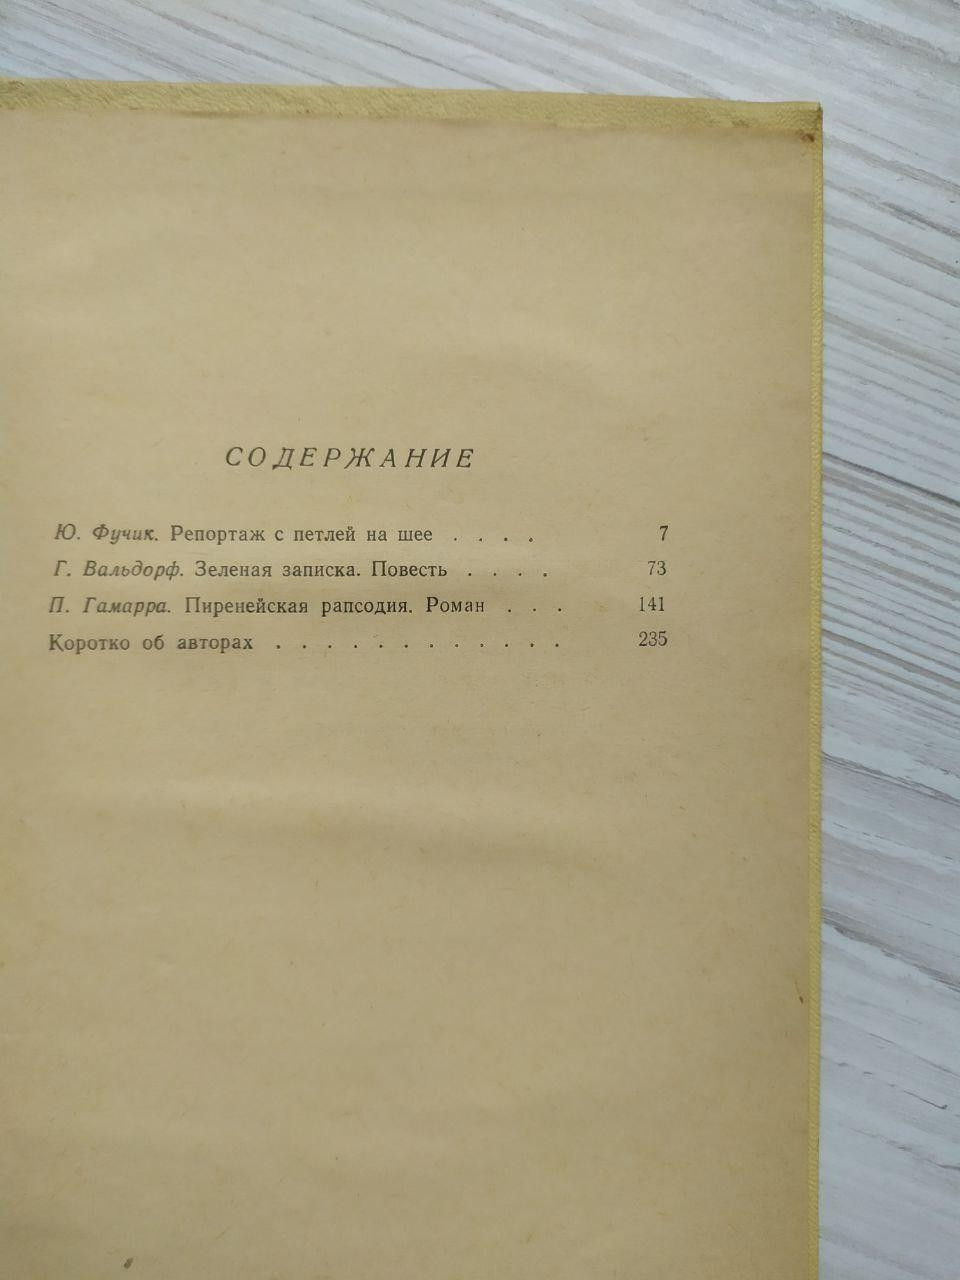 СОДЕРЖАНИЕ
Ю. Фучик. Репортаж с петлей на шее . . . . 7
Г. Вальдорф. Зеленая записка. Повесть . . . . 73
П. Гамарра. Пиренейская рапсодия. Роман . . . 141
Коротко об авторах . . . . . . . . . . . . 235